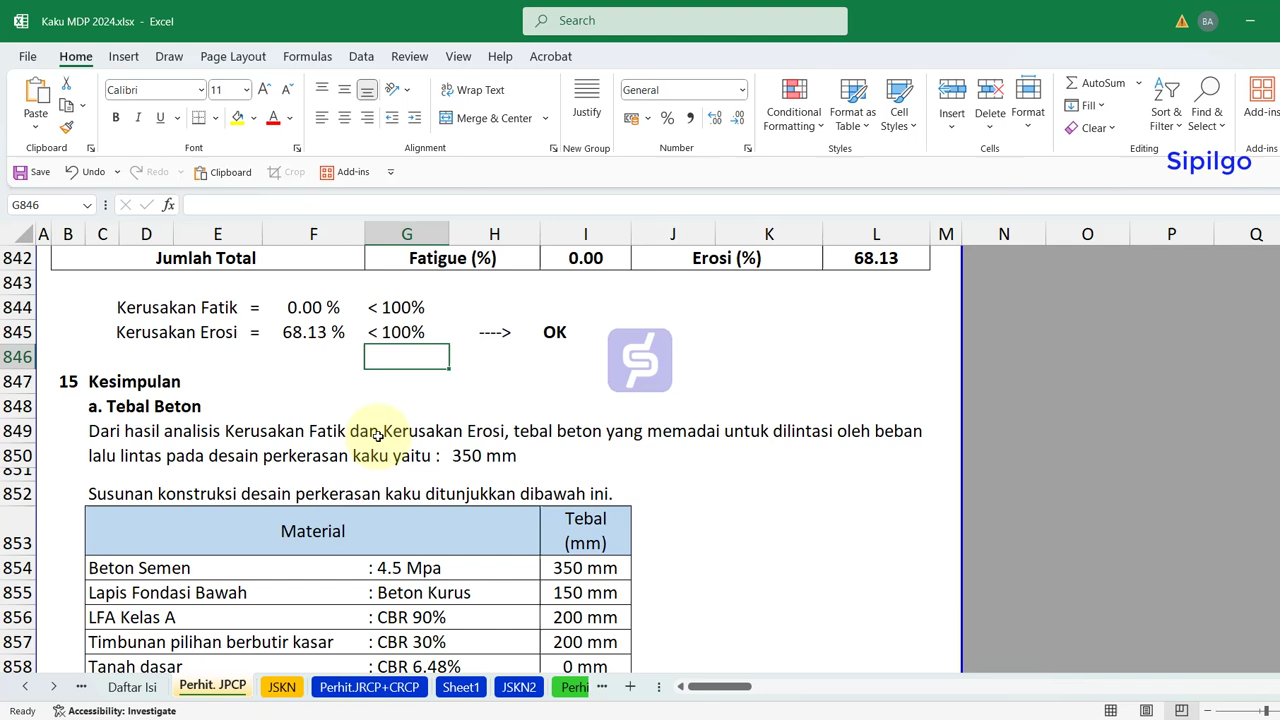 Kaku MDP 2024.xlsx - Excel
Search
BA
File Home Insert Draw Page Layout Formulas Data Review View Help Acrobat
Paste
Calibri 11
Wrap Text
Justify
General
Conditional Formatting
Format as Table
Cell Styles
Insert Delete Format
AutoSum
Sort & Filter
Find & Select
Add-ins
B I U A
Merge & Center
% ,
Fill
Clear
Clipboard Font Alignment New Group Number Styles Cells Editing Add-ins
Sipilgo
Save Undo Redo Clipboard Crop Add-ins
G846 fx
A B C D E F G H I J K L M N O P Q
842 Jumlah Total Fatigue (%) 0.00 Erosi (%) 68.13
843
844 Kerusakan Fatik = 0.00 % < 100%
845 Kerusakan Erosi = 68.13 % < 100% ----> OK
846
847 15 Kesimpulan
848 a. Tebal Beton
849 Dari hasil analisis Kerusakan Fatik dan Kerusakan Erosi, tebal beton yang memadai untuk dilintasi oleh beban
850 lalu lintas pada desain perkerasan kaku yaitu : 350 mm
851
852 Susunan konstruksi desain perkerasan kaku ditunjukkan dibawah ini.
853 Material Tebal (mm)
854 Beton Semen : 4.5 Mpa 350 mm
855 Lapis Fondasi Bawah : Beton Kurus 150 mm
856 LFA Kelas A : CBR 90% 200 mm
857 Timbunan pilihan berbutir kasar : CBR 30% 200 mm
858 Tanah dasar : CBR 6.48% 0 mm
Daftar Isi Perhit. JPCP JSKN Perhit.JRCP+CRCP Sheet1 JSKN2 Perhi
Ready Accessibility: Investigate